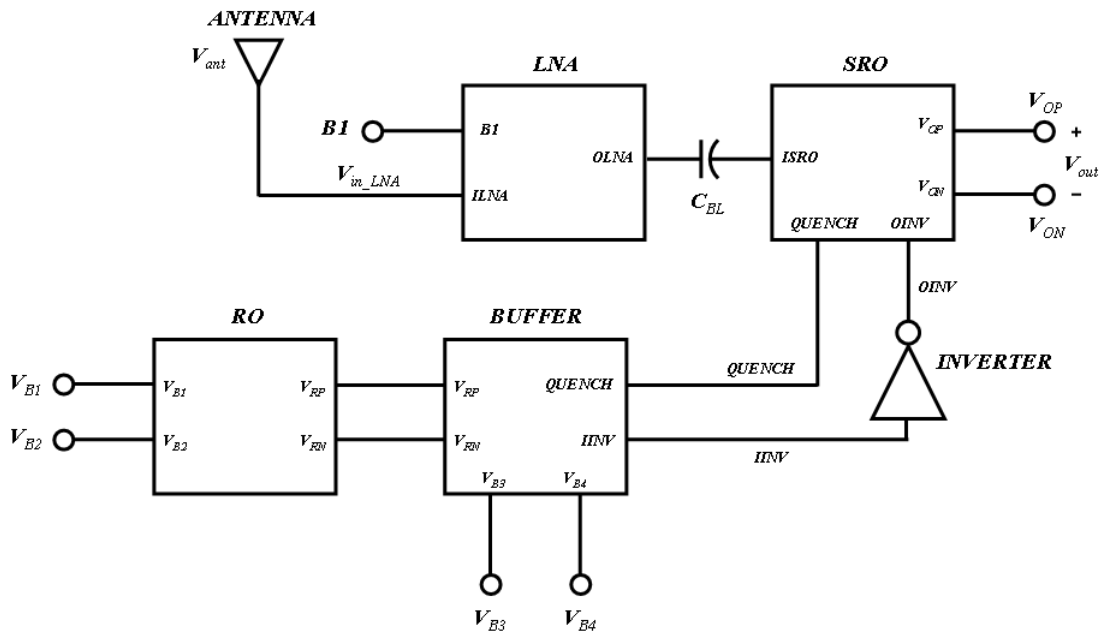 ANTENNA
V_ant
LNA
SRO
B1
B1
OLNA
V_in_LNA
ILNA
C_BL
ISRO
V_OP
V_ON
QUENCH
OINV
V_OP
+
V_out
−
V_ON
OINV
INVERTER
RO
BUFFER
V_B1
V_B2
V_B1
V_B2
V_RP
V_RN
V_RP
V_RN
QUENCH
IINV
V_B3
V_B4
QUENCH
IINV
V_B3
V_B4